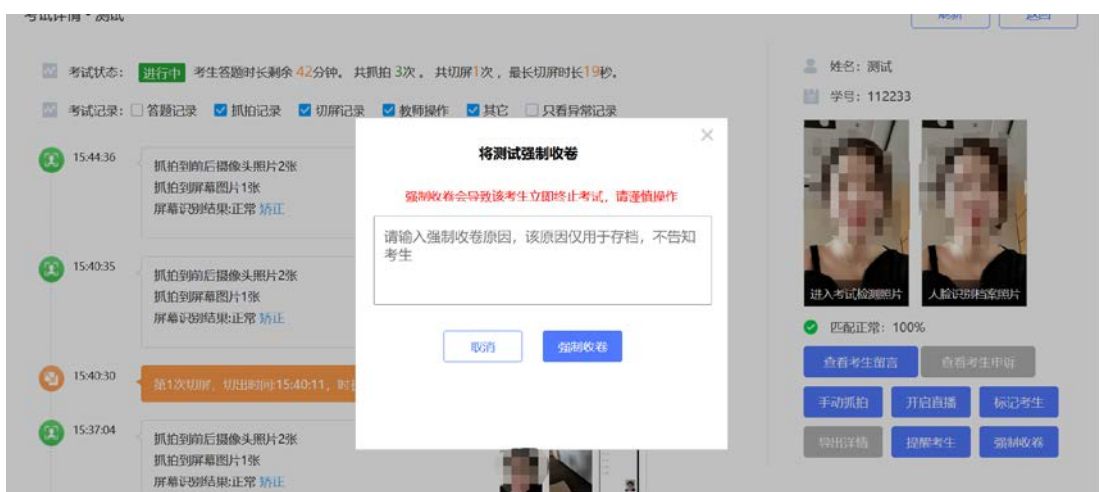 考试详情 - 测试
刷新
返回
考试状态：
进行中
考生答题时长剩余 42分钟。 共抓拍 3次 。 共切屏1次 ，最长切屏时长19秒。
考试记录：
答题记录
抓拍记录
切屏记录
教师操作
其它
只看异常记录
15:44:36
抓拍到前后摄像头照片2张
抓拍到屏幕图片1张
屏幕识别结果:正常 矫正
15:40:35
抓拍到前后摄像头照片2张
抓拍到屏幕图片1张
屏幕识别结果:正常 矫正
15:40:30
第1次切屏，切出时间:15:40:11，时
15:37:04
抓拍到前后摄像头照片2张
抓拍到屏幕图片1张
屏幕识别结果:正常 矫正
将测试强制收卷
强制收卷会导致该考生立即终止考试，请谨慎操作
请输入强制收卷原因，该原因仅用于存档，不告知
考生
取消
强制收卷
姓名：测试
学号：112233
进入考试检测照片
人脸识别档案照片
匹配正常：100%
查看考生留言
查看考生申诉
手动抓拍
开启直播
标记考生
导出详情
提醒考生
强制收卷